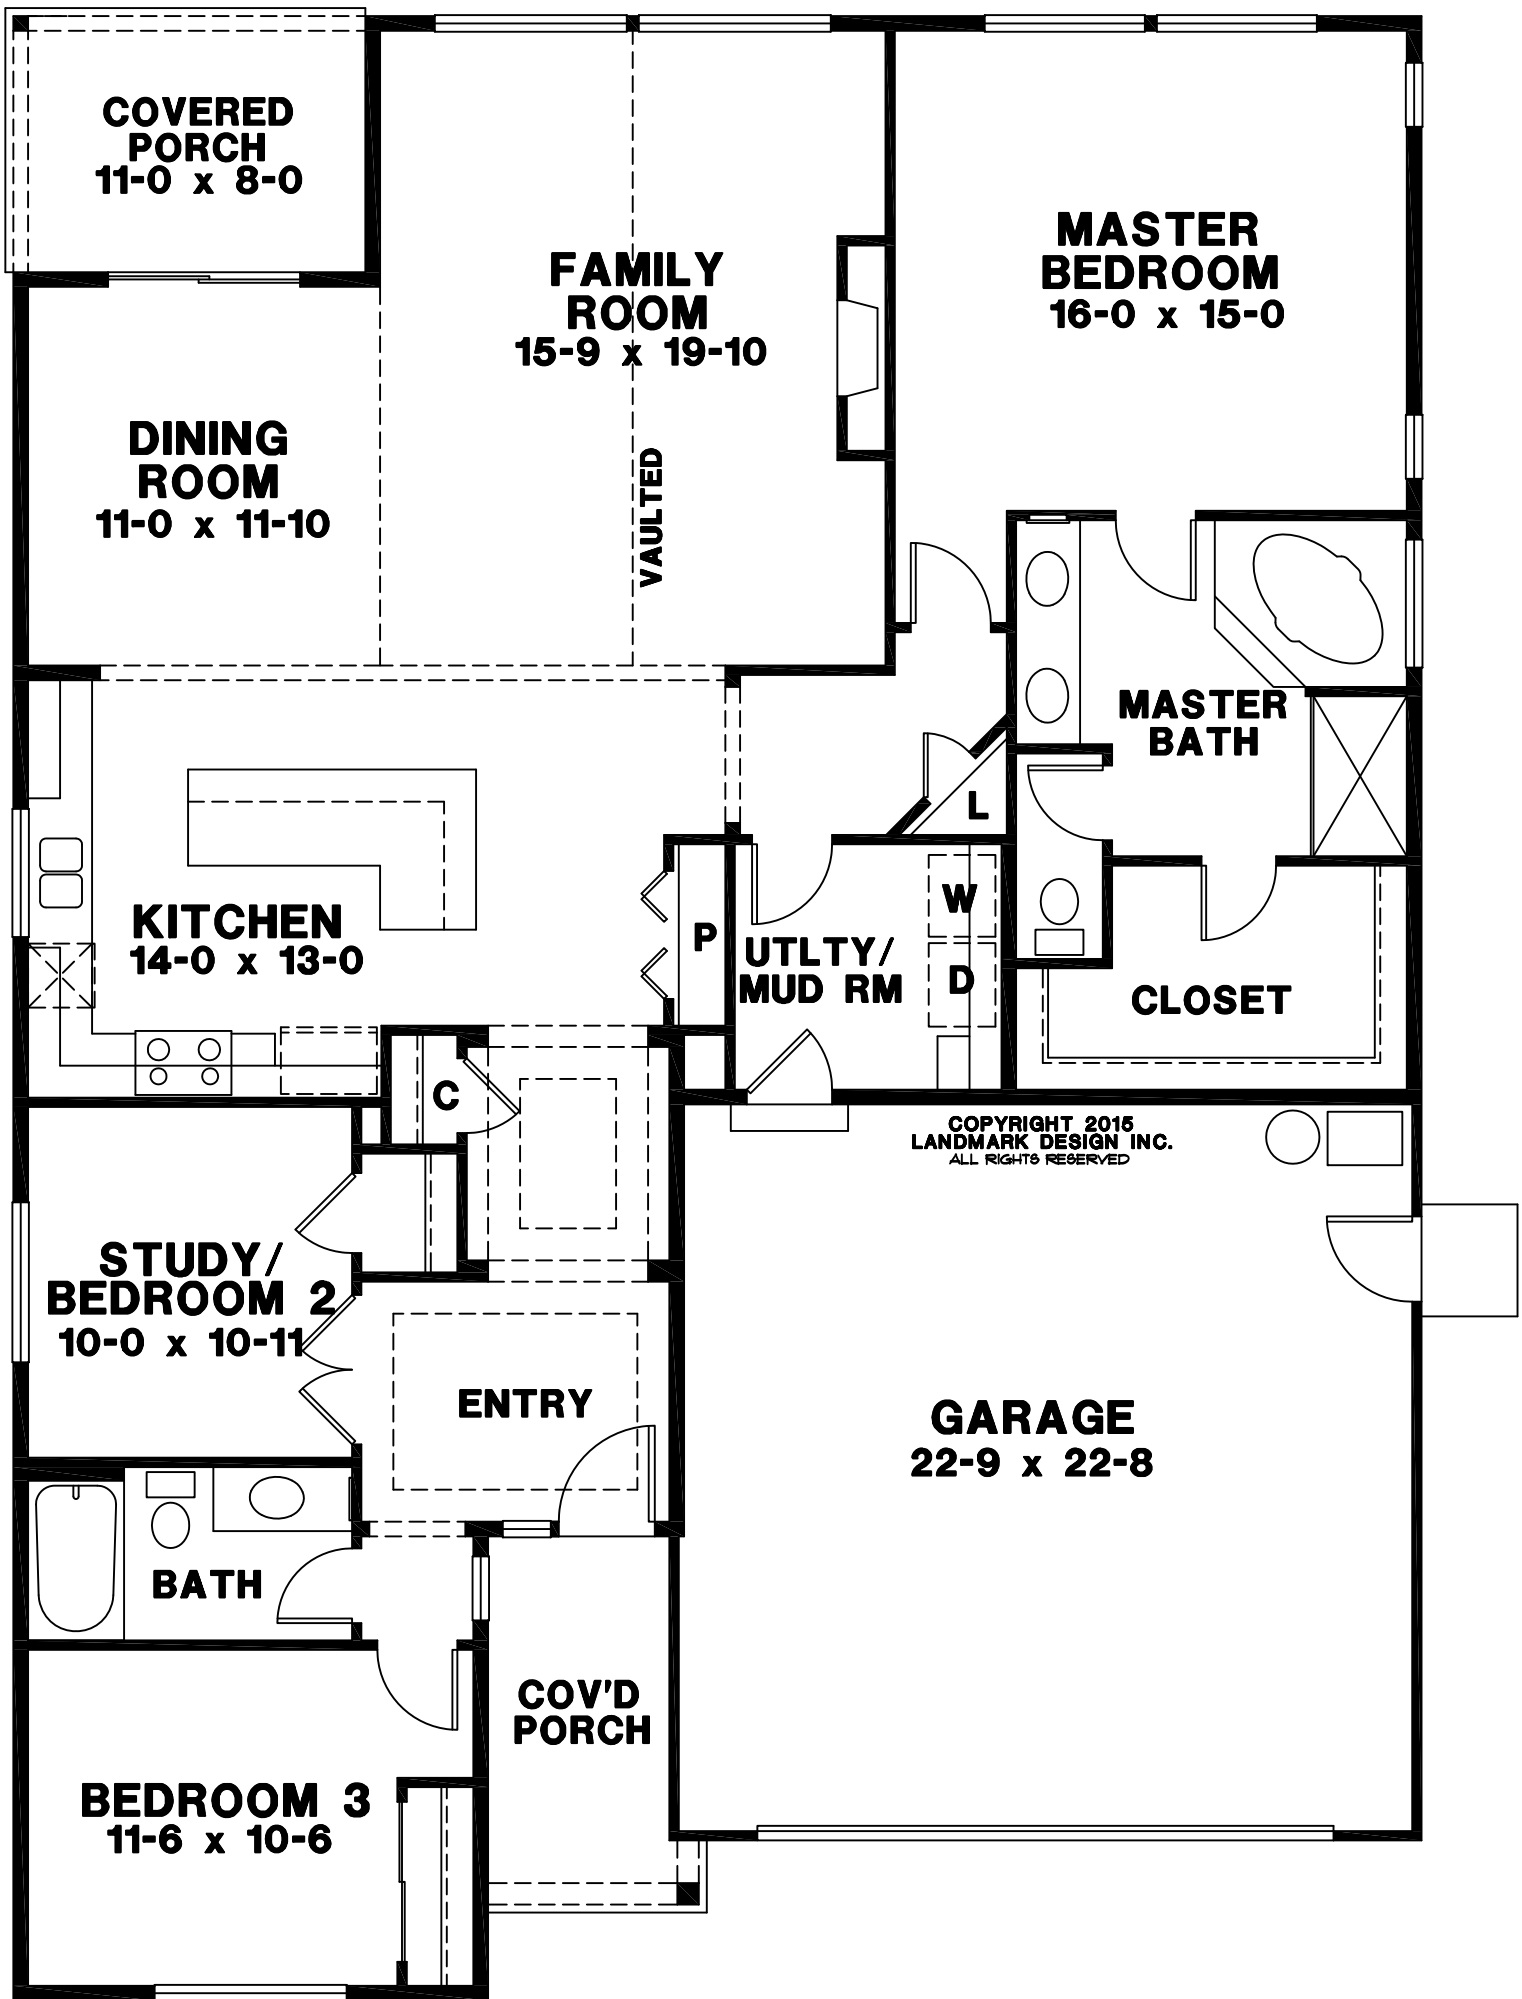 COVERED
PORCH
11-0 x 8-0
FAMILY
ROOM
15-9 x 19-10
VAULTED
MASTER
BEDROOM
16-0 x 15-0
DINING
ROOM
11-0 x 11-10
MASTER
BATH
L
KITCHEN
14-0 x 13-0
P
UTLTY/
MUD RM
W
D
CLOSET
C
COPYRIGHT 2015
LANDMARK DESIGN INC.
ALL RIGHTS RESERVED
STUDY/
BEDROOM 2
10-0 x 10-11
ENTRY
GARAGE
22-9 x 22-8
BATH
COV'D
PORCH
BEDROOM 3
11-6 x 10-6